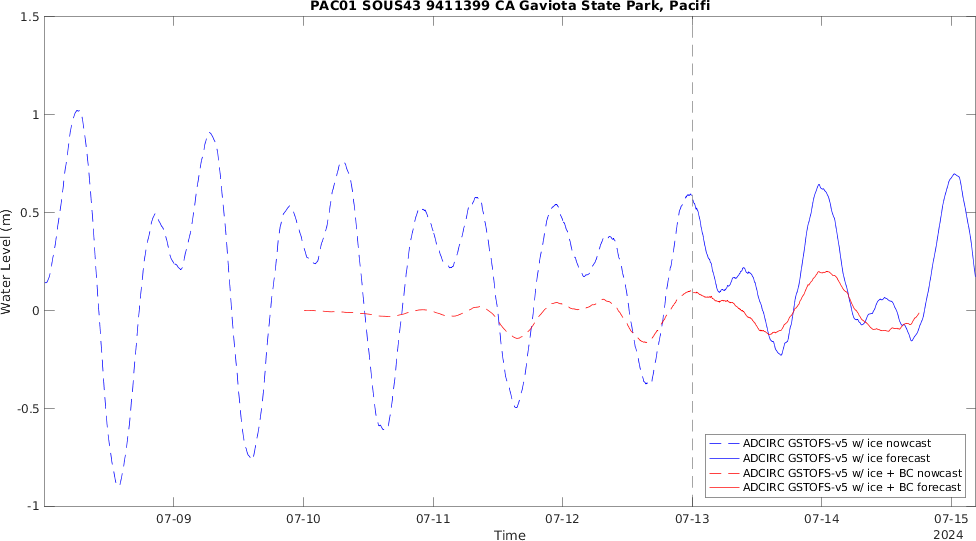 PAC01 SOUS43 9411399 CA Gaviota State Park, Pacifi
1.5
1
0.5
0
-0.5
-1
Water Level (m)
07-09 07-10 07-11 07-12 07-13 07-14 07-15
2024
Time
ADCIRC GSTOFS-v5 w/ ice nowcast
ADCIRC GSTOFS-v5 w/ ice forecast
ADCIRC GSTOFS-v5 w/ ice + BC nowcast
ADCIRC GSTOFS-v5 w/ ice + BC forecast